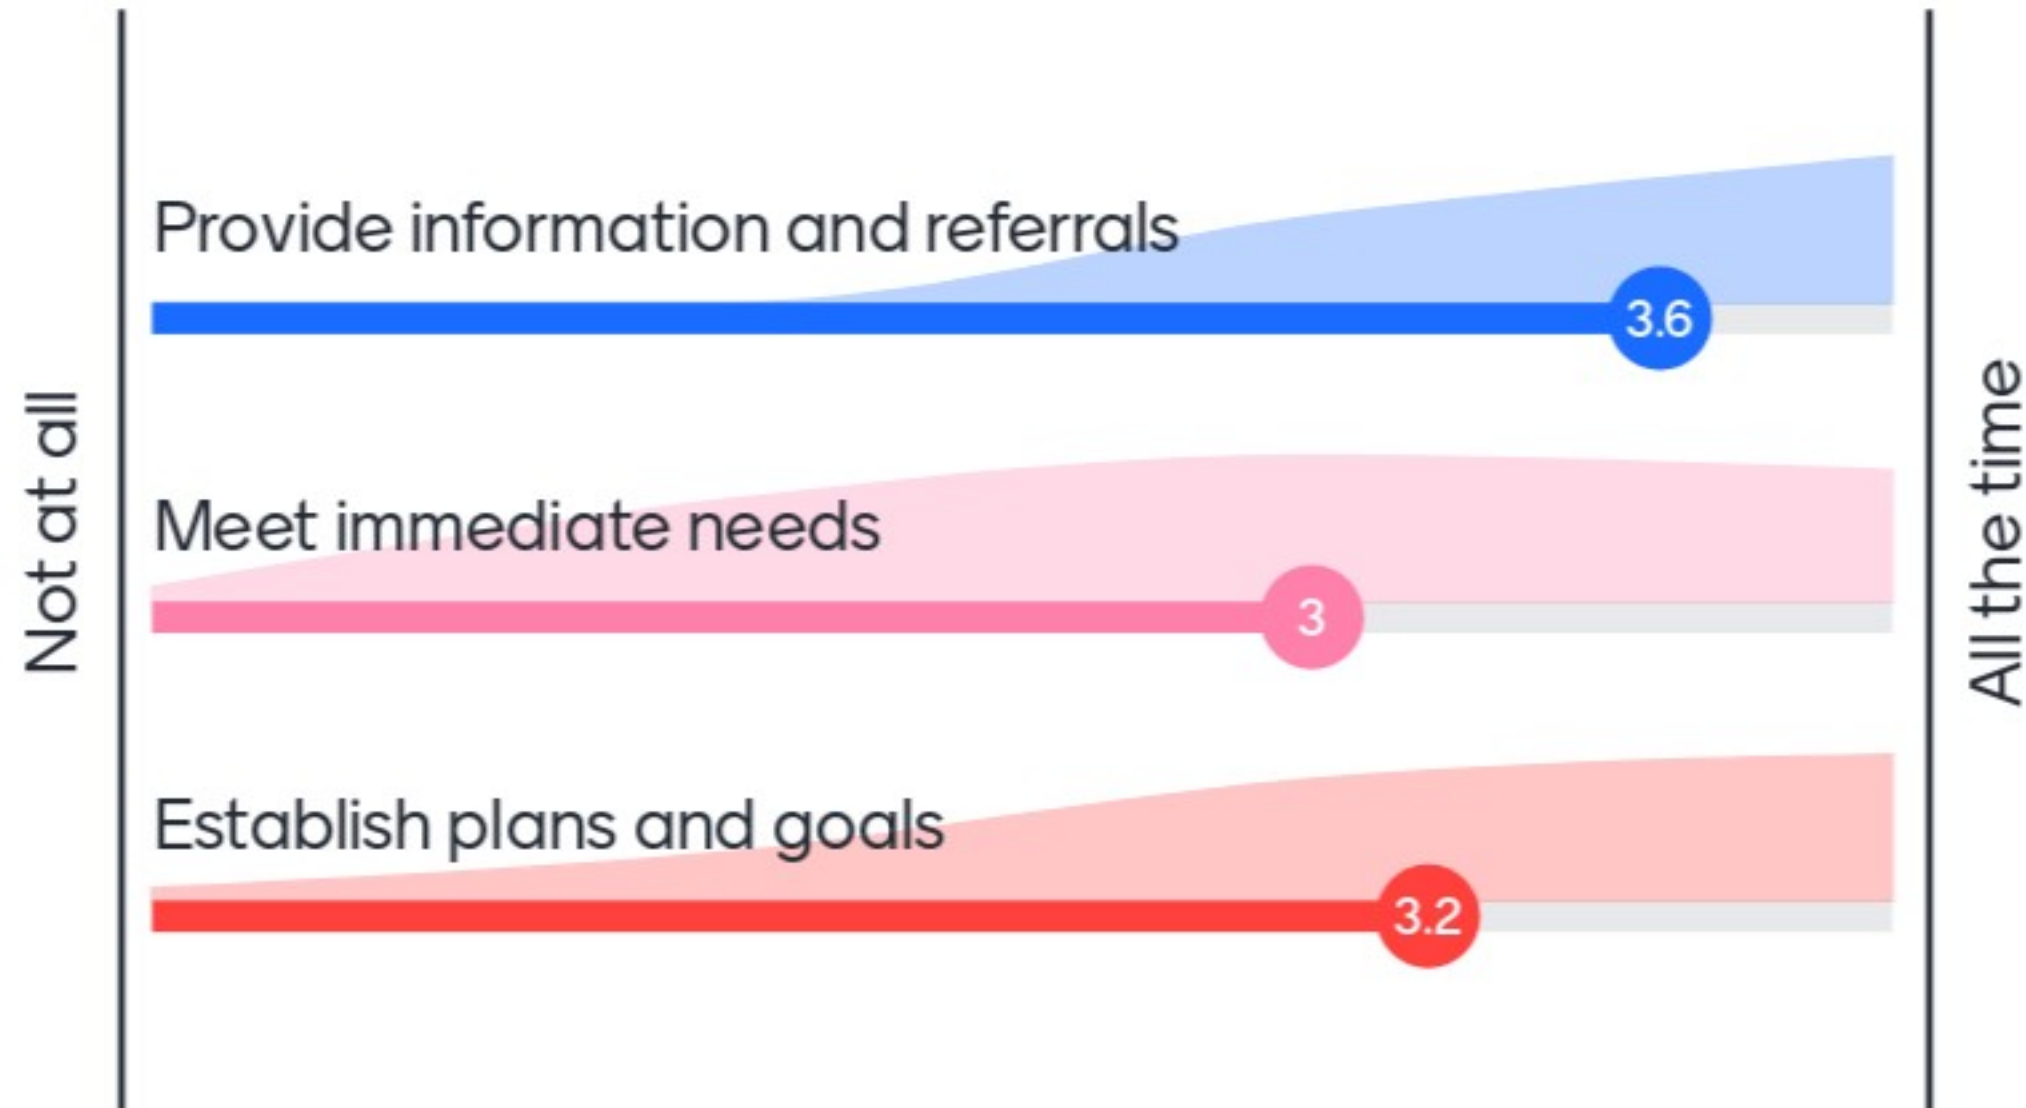 Not at all
Provide information and referrals
3.6
Meet immediate needs
3
Establish plans and goals
3.2
All the time